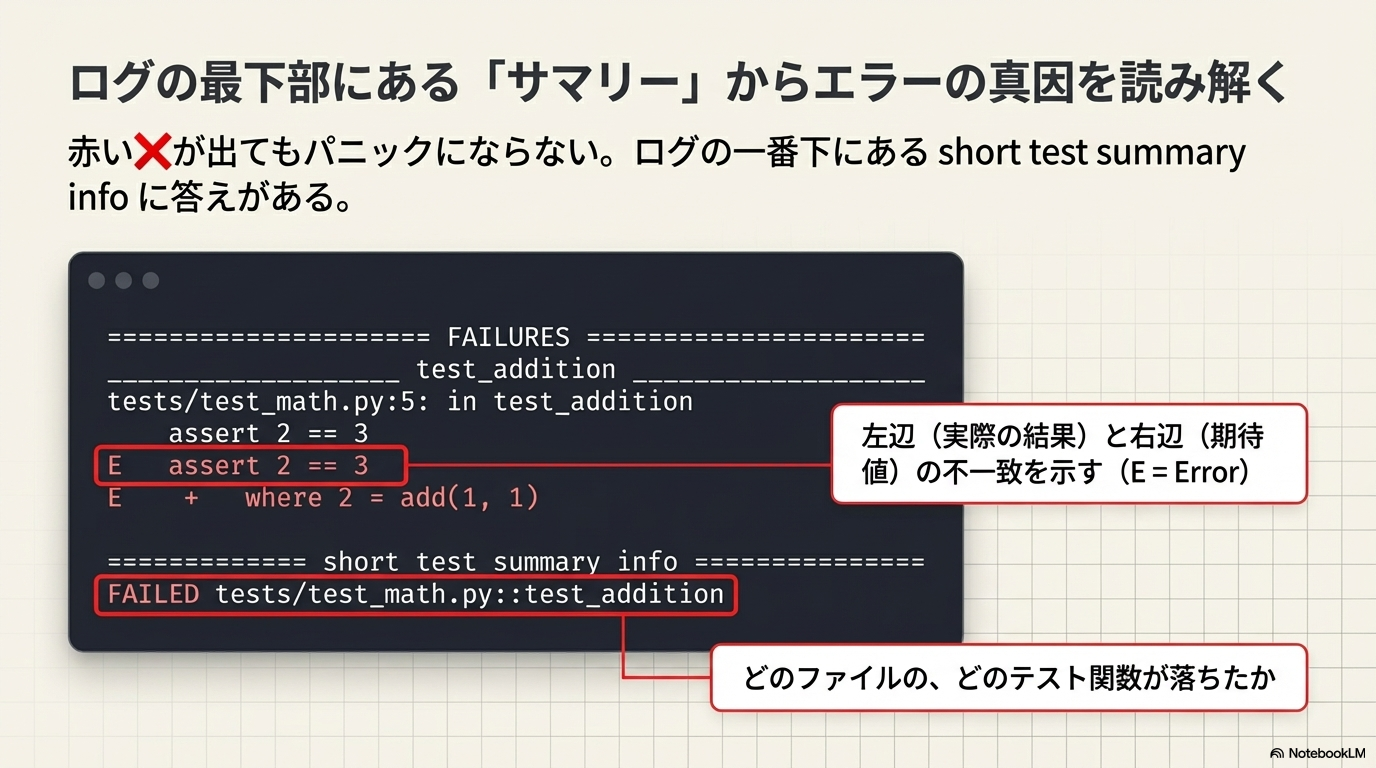 ログの最下部にある「サマリー」からエラーの真因を読み解く
赤い❌が出てもパニックにならない。ログの一番下にある short test summary
info に答えがある。
===================== FAILURES ======================
___________________ test_addition ___________________
tests/test_math.py:5: in test_addition
    assert 2 == 3
E   assert 2 == 3
E    +   where 2 = add(1, 1)
左辺（実際の結果）と右辺（期待
値）の不一致を示す（E = Error）
============= short test summary info ===============
FAILED tests/test_math.py::test_addition
どのファイルの、どのテスト関数が落ちたか
NotebookLM